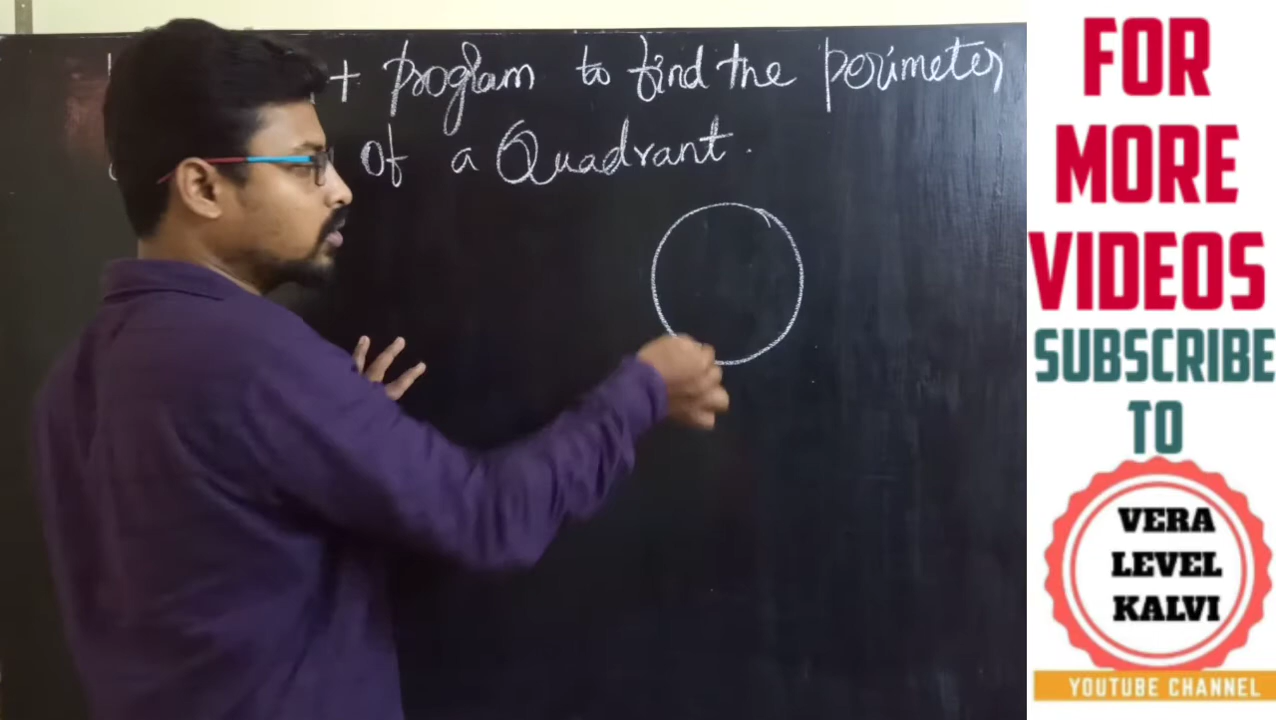 + program to find the perimeter
of a Quadrant.
FOR
MORE
VIDEOS
SUBSCRIBE
TO
VERA
LEVEL
KALVI
YOUTUBE CHANNEL